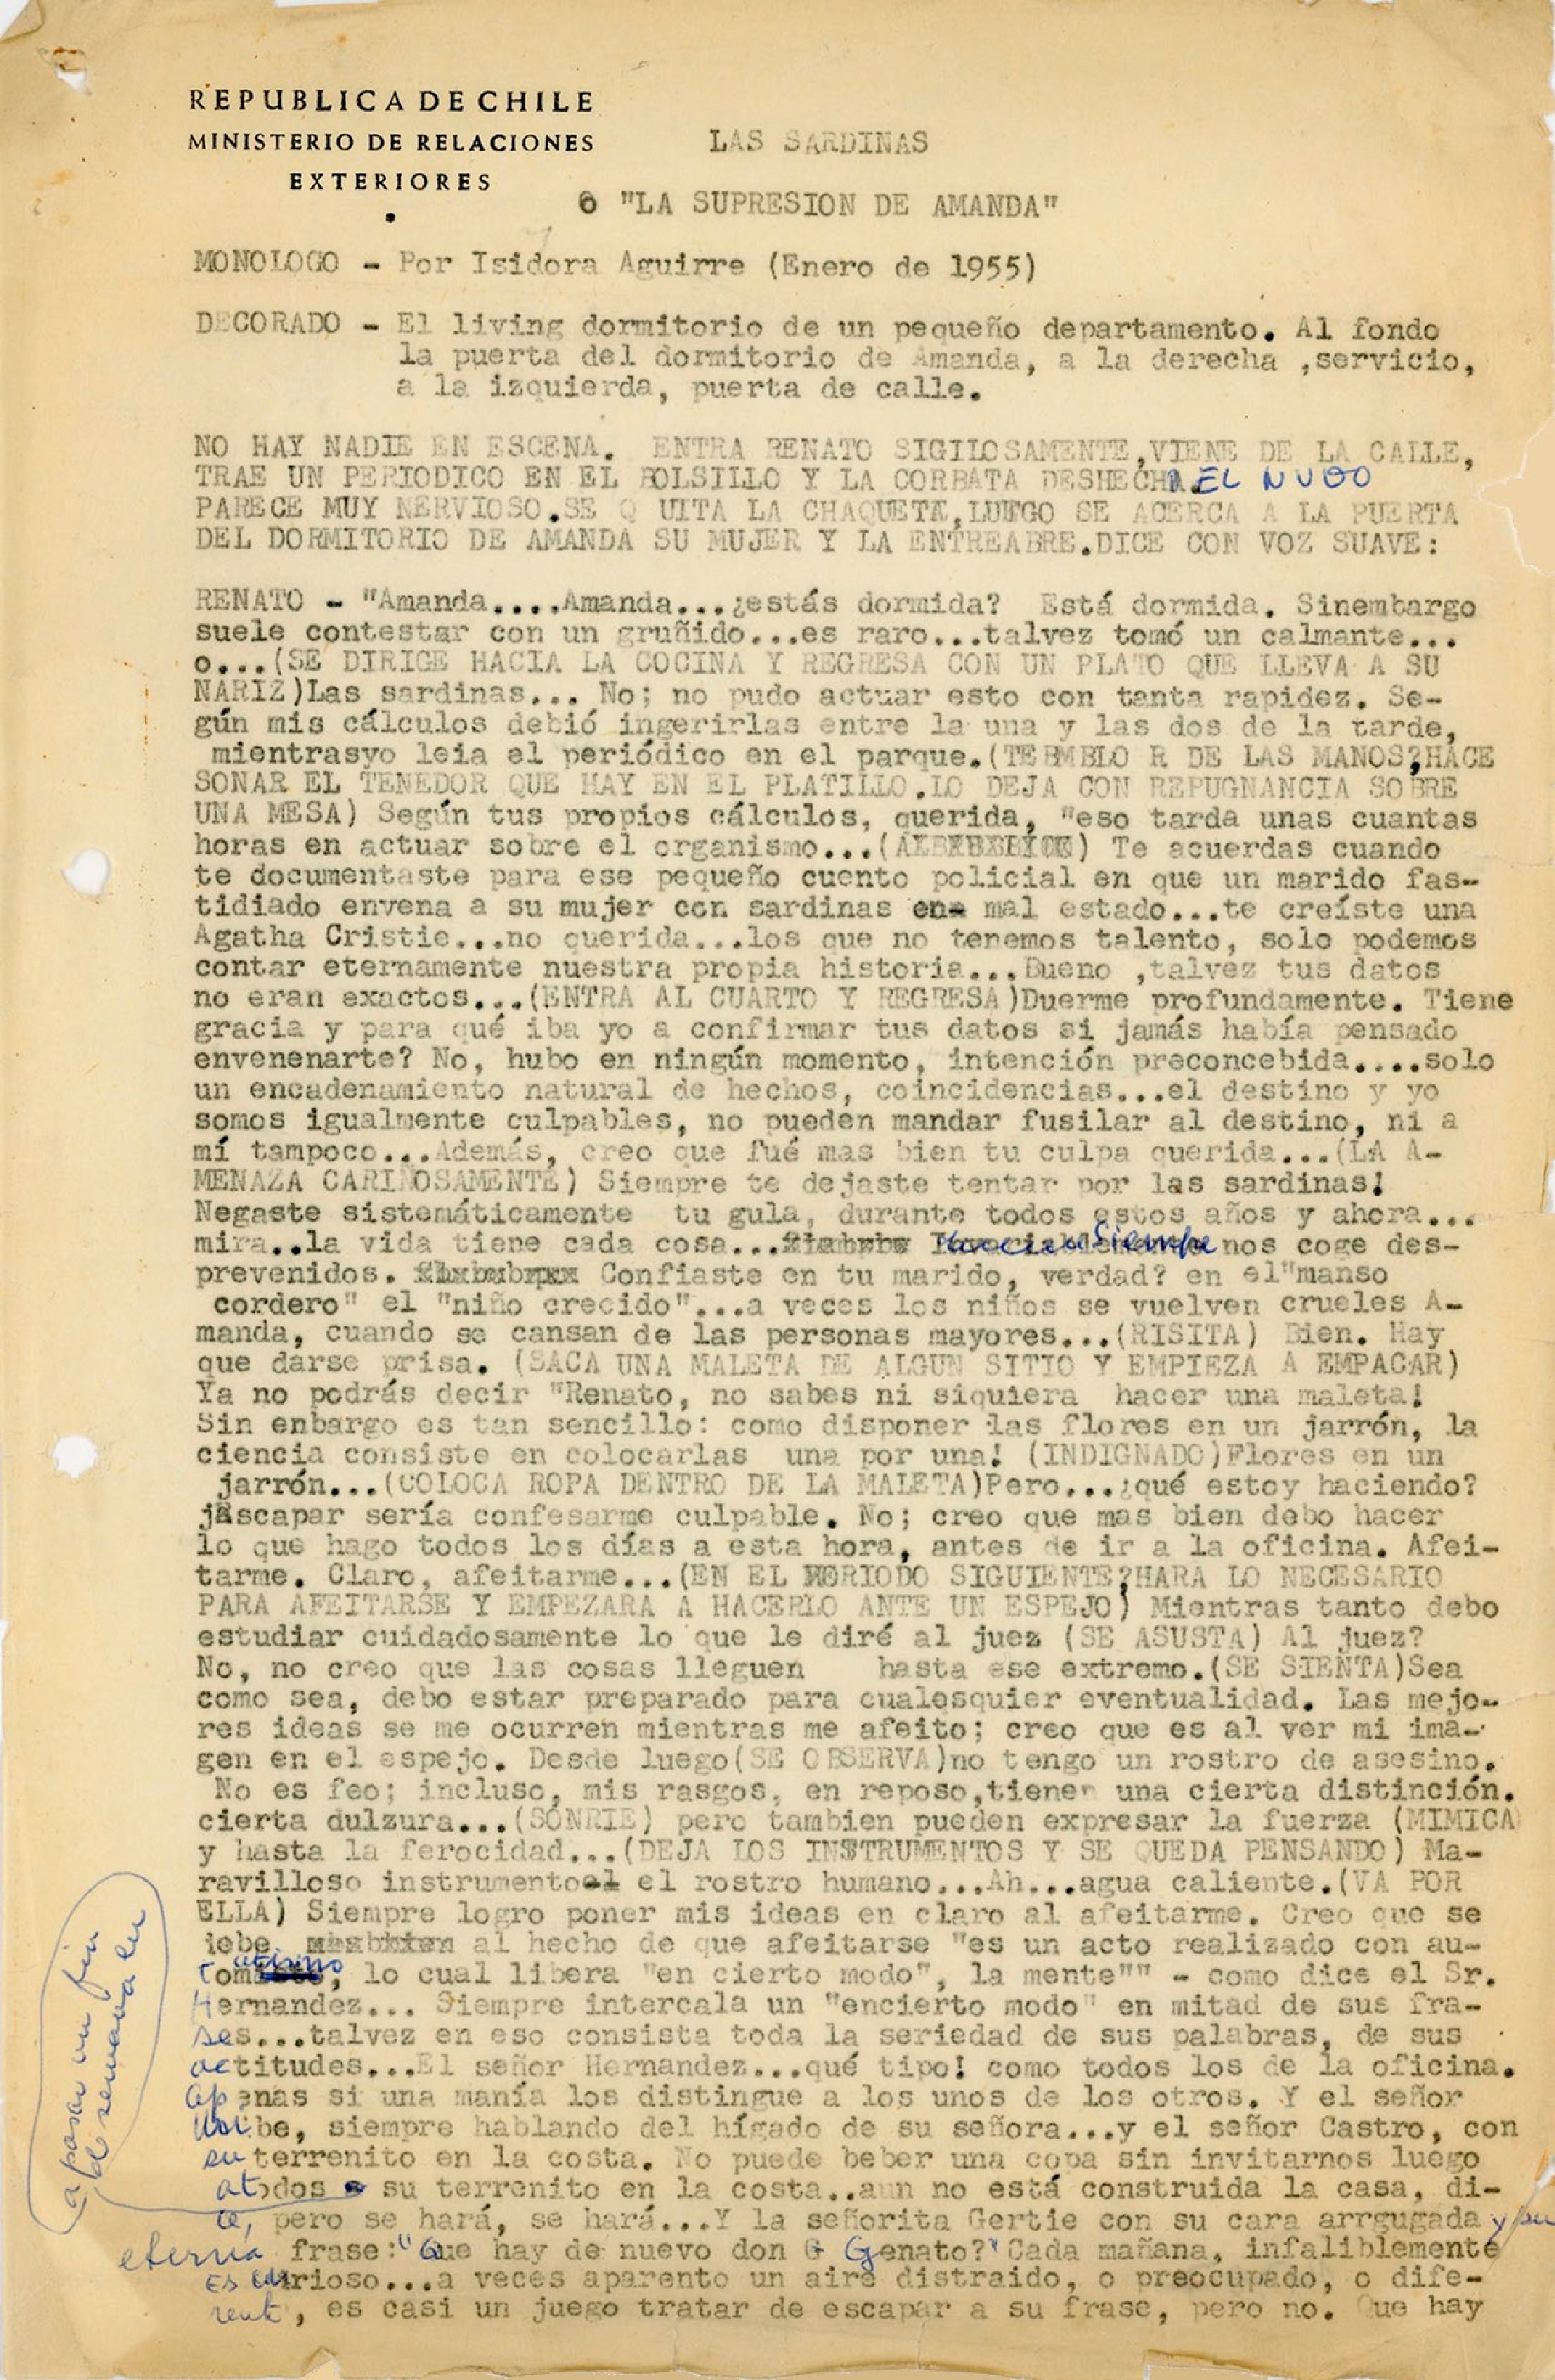 REPUBLICA DE CHILE
MINISTERIO DE RELACIONES
EXTERIORES
LAS SARDINAS
O "LA SUPRESION DE AMANDA"
MONOLOGO - Por Isidora Aguirre (Enero de 1955)
DECORADO - El living dormitorio de un pequeño departamento. Al fondo
la puerta del dormitorio de Amanda, a la derecha ,servicio,
a la izquierda, puerta de calle.
NO HAY NADIE EN ESCENA. ENTRA RENATO SIGILOSAMENTE,VIENE DE LA CALLE,
TRAE UN PERIODICO EN EL BOLSILLO Y LA CORBATA DESHECHA EL NUDO
PARECE MUY NERVIOSO.SE Q UITA LA CHAQUETA,LUEGO SE ACERCA A LA PUERTA
DEL DORMITORIO DE AMANDA SU MUJER Y LA ENTREABRE.DICE CON VOZ SUAVE:
RENATO - "Amanda....Amanda...¿estás dormida? Está dormida. Sinembargo
suele contestar con un gruñido...es raro...talvez tomó un calmante...
o...(SE DIRIGE HACIA LA COCINA Y REGRESA CON UN PLATO QUE LLEVA A SU
NARIZ)Las sardinas... No; no pudo actuar esto con tanta rapidez. Se-
gún mis cálculos debió ingerirlas entre la una y las dos de la tarde,
mientrasyo leia el periódico en el parque.(TEMBLO R DE LAS MANOS,HACE
SONAR EL TENEDOR QUE HAY EN EL PLATILLO.LO DEJA CON REPUGNANCIA SOBRE
UNA MESA) Según tus propios cálculos, querida, "eso tarda unas cuantas
horas en actuar sobre el organismo...( ) Te acuerdas cuando
te documentaste para ese pequeño cuento policial en que un marido fas-
tidiado envena a su mujer con sardinas en mal estado...te creíste una
Agatha Cristie...no querida...los que no tenemos talento, solo podemos
contar eternamente nuestra propia historia...Bueno ,talvez tus datos
no eran exactos...(ENTRA AL CUARTO Y REGRESA)Duerme profundamente. Tiene
gracia y para qué iba yo a confirmar tus datos si jamás había pensado
envenenarte? No, hubo en ningún momento, intención preconcebida....solo
un encadenamiento natural de hechos, coincidencias...el destino y yo
somos igualmente culpables, no pueden mandar fusilar al destino, ni a
mí tampoco...Además, creo que fué mas bien tu culpa querida...(LA A-
MENAZA CARIÑOSAMENTE) Siempre te dejaste tentar por las sardinas!
Negaste sistemáticamente tu gula, durante todos estos años y ahora...
mira..la vida tiene cada cosa... Siempre nos coge des-
prevenidos. Confiaste en tu marido, verdad? en el"manso
cordero" el "niño crecido"...a veces los niños se vuelven crueles A-
manda, cuando se cansan de las personas mayores...(RISITA) Bien. Hay
que darse prisa. (SACA UNA MALETA DE ALGUN SITIO Y EMPIEZA A EMPACAR)
Ya no podrás decir "Renato, no sabes ni siquiera hacer una maleta!
Sin enbargo es tan sencillo: como disponer las flores en un jarrón, la
ciencia consiste en colocarlas una por una! (INDIGNADO)Flores en un
jarrón...(COLOCA ROPA DENTRO DE LA MALETA)Pero...¿qué estoy haciendo?
Escapar sería confesarme culpable. No; creo que mas bien debo hacer
lo que hago todos los días a esta hora, antes de ir a la oficina. Afei-
tarme. Claro, afeitarme...(EN EL PERIODO SIGUIENTE,HARA LO NECESARIO
PARA AFEITARSE Y EMPEZARA A HACERLO ANTE UN ESPEJO) Mientras tanto debo
estudiar cuidadosamente lo que le diré al juez (SE ASUSTA) Al juez?
No, no creo que las cosas lleguen hasta ese extremo.(SE SIENTA)Sea
como sea, debo estar preparado para cualesquier eventualidad. Las mejo-
res ideas se me ocurren mientras me afeito; creo que es al ver mi ima-
gen en el espejo. Desde luego(SE OBSERVA)no tengo un rostro de asesino.
No es feo; incluso, mis rasgos, en reposo,tienen una cierta distinción.
cierta dulzura...(SONRIE) pero tambien pueden expresar la fuerza (MIMICA
y hasta la ferocidad...(DEJA LOS INSTRUMENTOS Y SE QUEDA PENSANDO) Ma-
ravilloso instrumento el rostro humano...Ah...agua caliente.(VA POR
ELLA) Siempre logro poner mis ideas en claro al afeitarme. Creo que se
debe al hecho de que afeitarse "es un acto realizado con au-
tomatismo, lo cual libera "en cierto modo", la mente"" - como dice el Sr.
Hernandez... Siempre intercala un "encierto modo" en mitad de sus fra-
ses...talvez en eso consista toda la seriedad de sus palabras, de sus
actitudes...El señor Hernandez...qué tipo! como todos los de la oficina.
Apenas si una manía los distingue a los unos de los otros. Y el señor
Uribe, siempre hablando del hígado de su señora...y el señor Castro, con
su terrenito en la costa. No puede beber una copa sin invitarnos luego
a todos a pasar un fin de semana en su terrenito en la costa..aun no está construida la casa, di-
ce, pero se hará, se hará...Y la señorita Gertie con su cara arrgugada y su
eterna frase:"Que hay de nuevo don G Genato?" Cada mañana, infaliblemente
Es curioso...a veces aparento un aire distraido, o preocupado, o dife-
rente, es casi un juego tratar de escapar a su frase, pero no. Que hay